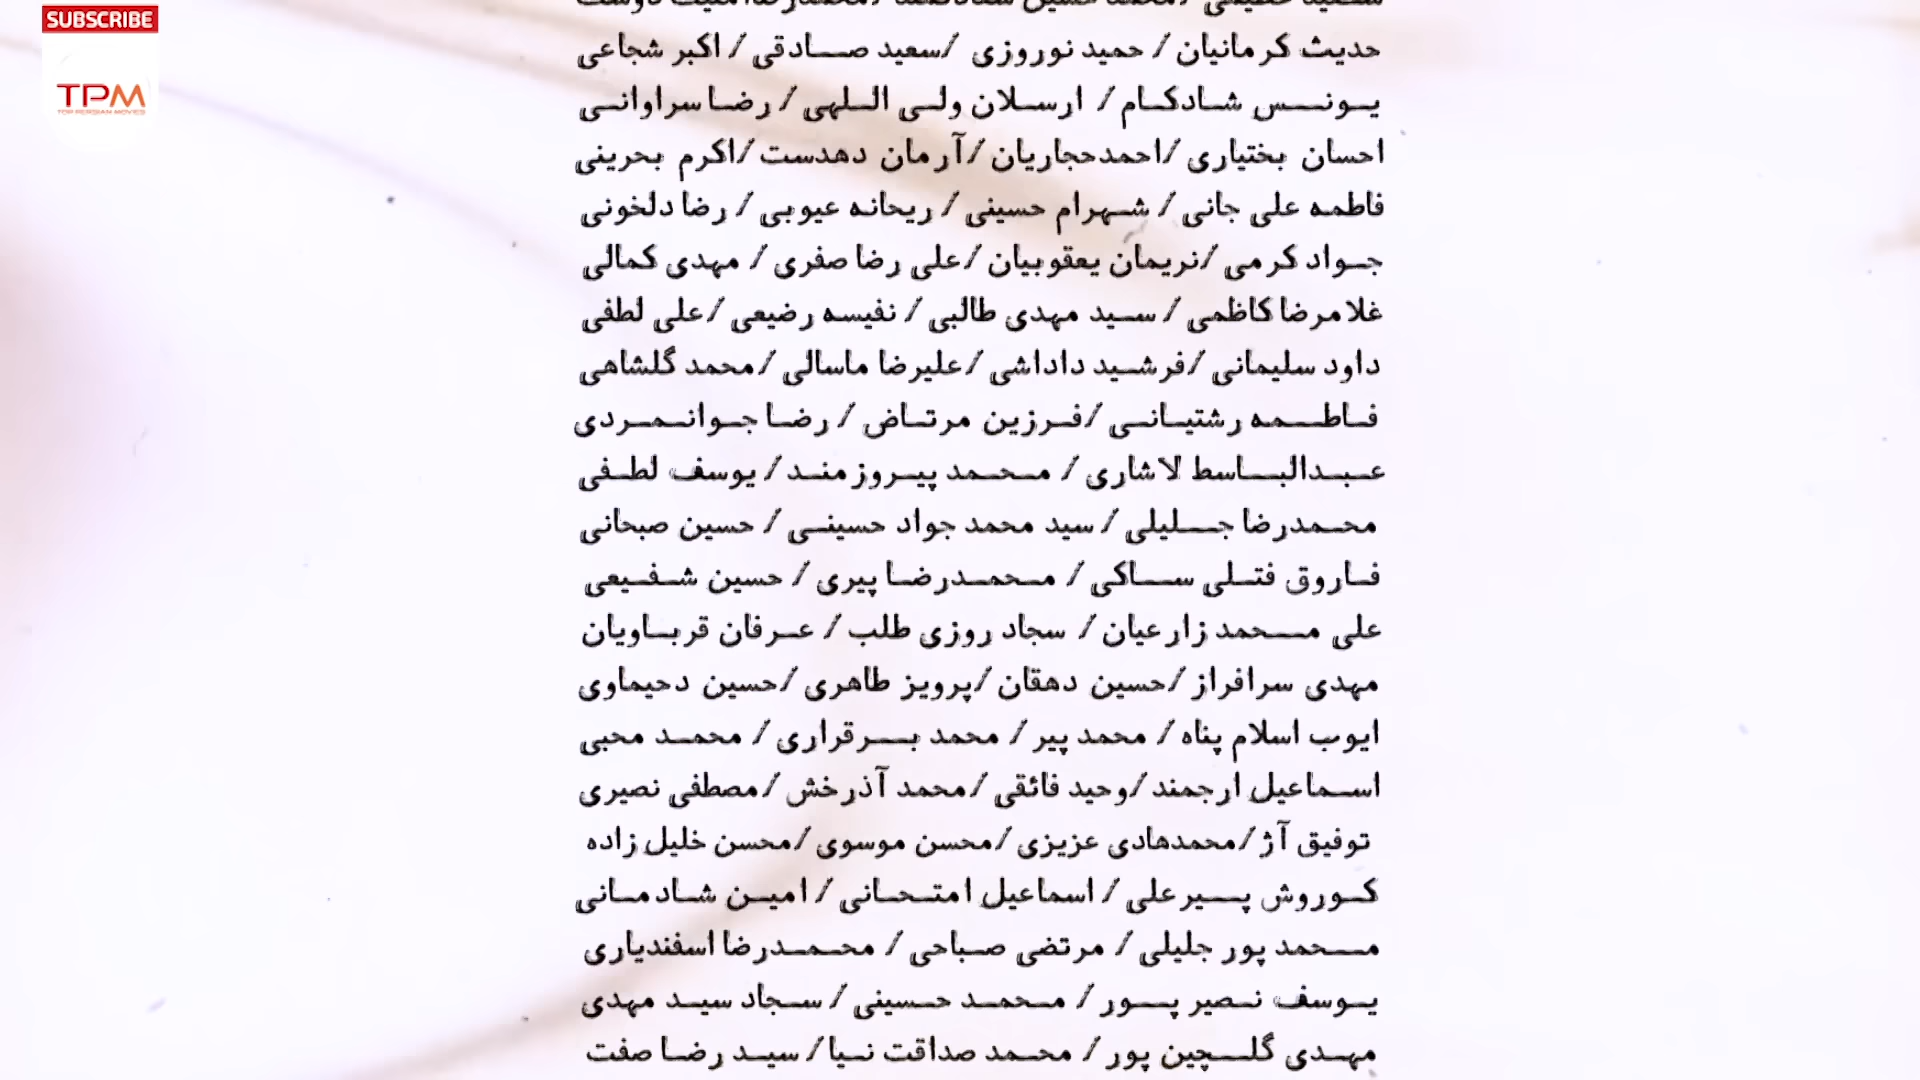 SUBSCRIBE
TPM
TOP PERSIAN MOVIES
حدیث کرمانیان / حمید نوروزی / سعید صادقی / اکبر شجاعی
یونس شادکام / ارسلان ولی اللهی / رضا سراوانی
احسان بختیاری / احمدحجاریان / آرمان دهدست / اکرم بحرینی
فاطمه علی جانی / شهرام حسینی / ریحانه عیوبی / رضا دلخونی
جواد کرمی / نریمان یعقوبیان / علی رضا صفری / مهدی کمالی
غلامرضا کاظمی / سید مهدی طالبی / نفیسه رضیعی / علی لطفی
داود سلیمانی / فرشید داداشی / علیرضا ماسالی / محمد گلشاهی
فاطمه رشتیانی / فرزین مرتاض / رضا جوانمردی
عبدالباسط لاشاری / محمد پیروزمند / یوسف لطفی
محمدرضا جلیلی / سید محمد جواد حسینی / حسین صبحانی
فاروق فتلی ساکی / محمدرضا پیری / حسین شفیعی
علی محمد زارعیان / سجاد روزی طلب / عرفان قرباویان
مهدی سرافراز / حسین دهقان / پرویز طاهری / حسین دحیماوی
ایوب اسلام پناه / محمد پیر / محمد برقراری / محمد محبی
اسماعیل ارجمند / وحید فائقی / محمد آذرخش / مصطفی نصیری
توفیق آژ / محمدهادی عزیزی / محسن موسوی / محسن خلیل زاده
کوروش پیرعلی / اسماعیل امتحانی / امین شادمانی
محمد پور جلیلی / مرتضی صباحی / محمدرضا اسفندیاری
یوسف نصیر پور / محمد حسینی / سجاد سید مهدی
مهدی گلچین پور / محمد صداقت نیا / سید رضا صفت